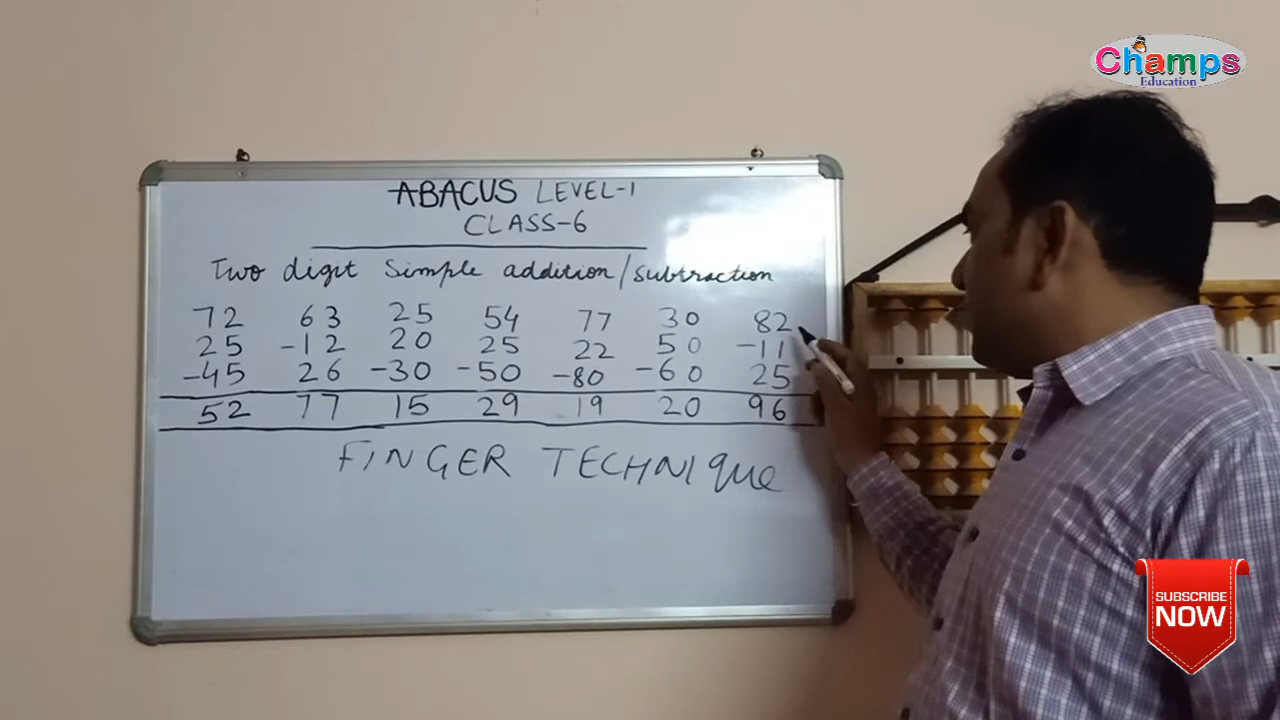 Champs
Education
ABACUS LEVEL-1
CLASS-6
Two digit Simple addition/subtraction
72 63 25 54 77 30 82
25 -12 20 25 22 50 -11
-45 26 -30 -50 -80 -60 25
52 77 15 29 19 20 96
FINGER TECHNIque
SUBSCRIBE
NOW